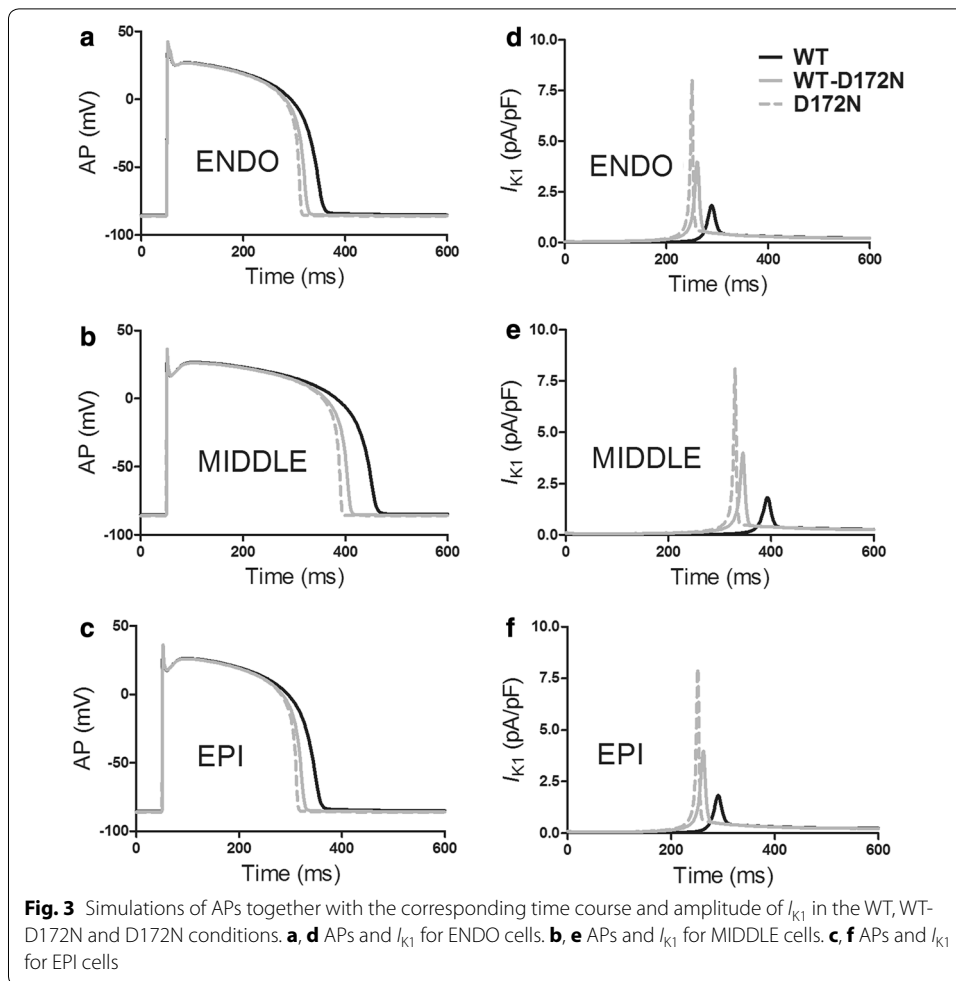 a
50
0
-50
-100
AP (mV)
ENDO
0 200 400 600
Time (ms)
d
10.0
7.5
5.0
2.5
0.0
I_K1 (pA/pF)
ENDO
WT
WT-D172N
D172N
0 200 400 600
Time (ms)
b
50
0
-50
-100
AP (mV)
MIDDLE
0 200 400 600
Time (ms)
e
10.0
7.5
5.0
2.5
0.0
I_K1 (pA/pF)
MIDDLE
0 200 400 600
Time (ms)
c
50
0
-50
-100
AP (mV)
EPI
0 200 400 600
Time (ms)
f
10.0
7.5
5.0
2.5
0.0
I_K1 (pA/pF)
EPI
0 200 400 600
Time (ms)
Fig. 3 Simulations of APs together with the corresponding time course and amplitude of I_K1 in the WT, WT-
D172N and D172N conditions. a, d APs and I_K1 for ENDO cells. b, e APs and I_K1 for MIDDLE cells. c, f APs and I_K1
for EPI cells